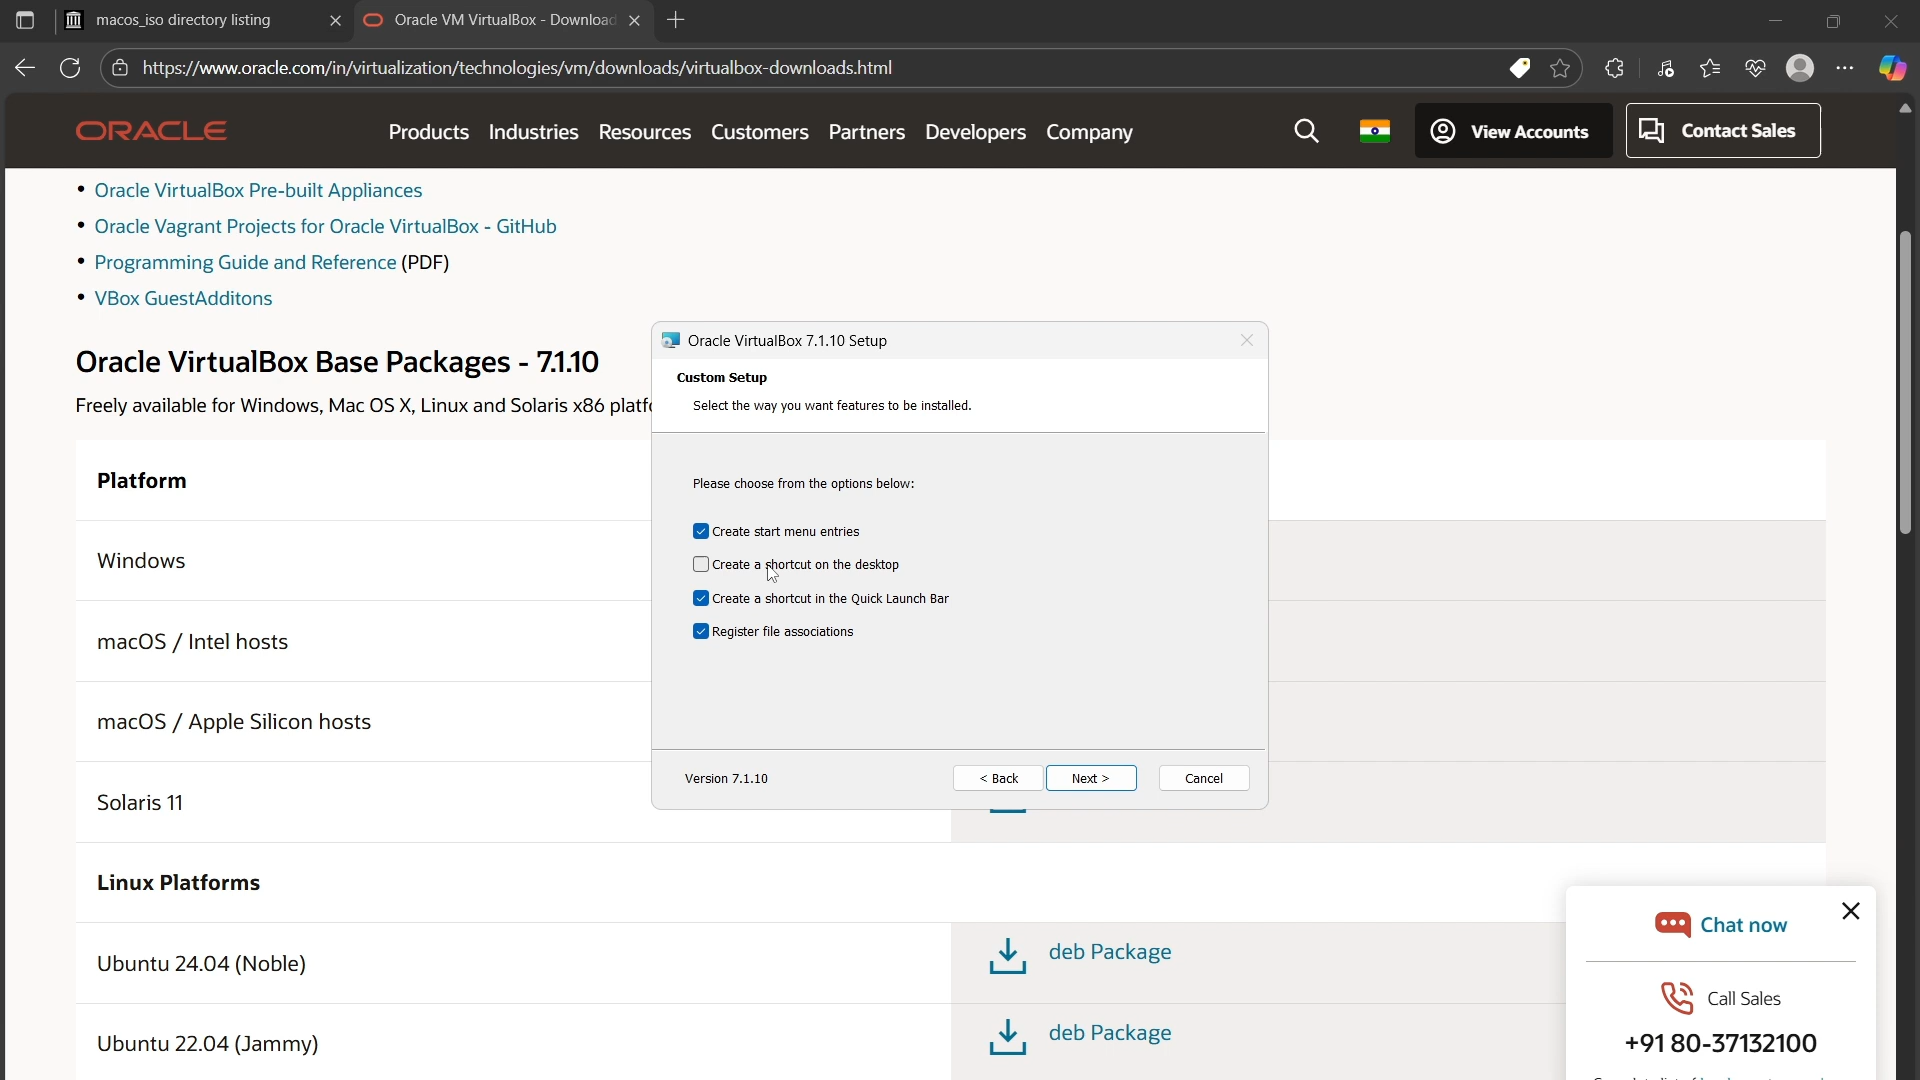 macos_iso directory listing
Oracle VM VirtualBox - Download
https://www.oracle.com/in/virtualization/technologies/vm/downloads/virtualbox-downloads.html
ORACLE
Products Industries Resources Customers Partners Developers Company
View Accounts
Contact Sales
• Oracle VirtualBox Pre-built Appliances
• Oracle Vagrant Projects for Oracle VirtualBox - GitHub
• Programming Guide and Reference (PDF)
• VBox GuestAdditons
Oracle VirtualBox Base Packages - 7.1.10
Freely available for Windows, Mac OS X, Linux and Solaris x86
Platform
Windows
macOS / Intel hosts
macOS / Apple Silicon hosts
Solaris 11
Linux Platforms
Ubuntu 24.04 (Noble)
deb Package
Ubuntu 22.04 (Jammy)
deb Package
Oracle VirtualBox 7.1.10 Setup
Custom Setup
Select the way you want features to be installed.
Please choose from the options below:
Create start menu entries
Create a shortcut on the desktop
Create a shortcut in the Quick Launch Bar
Register file associations
Version 7.1.10
< Back
Next >
Cancel
Chat now
Call Sales
+91 80-37132100